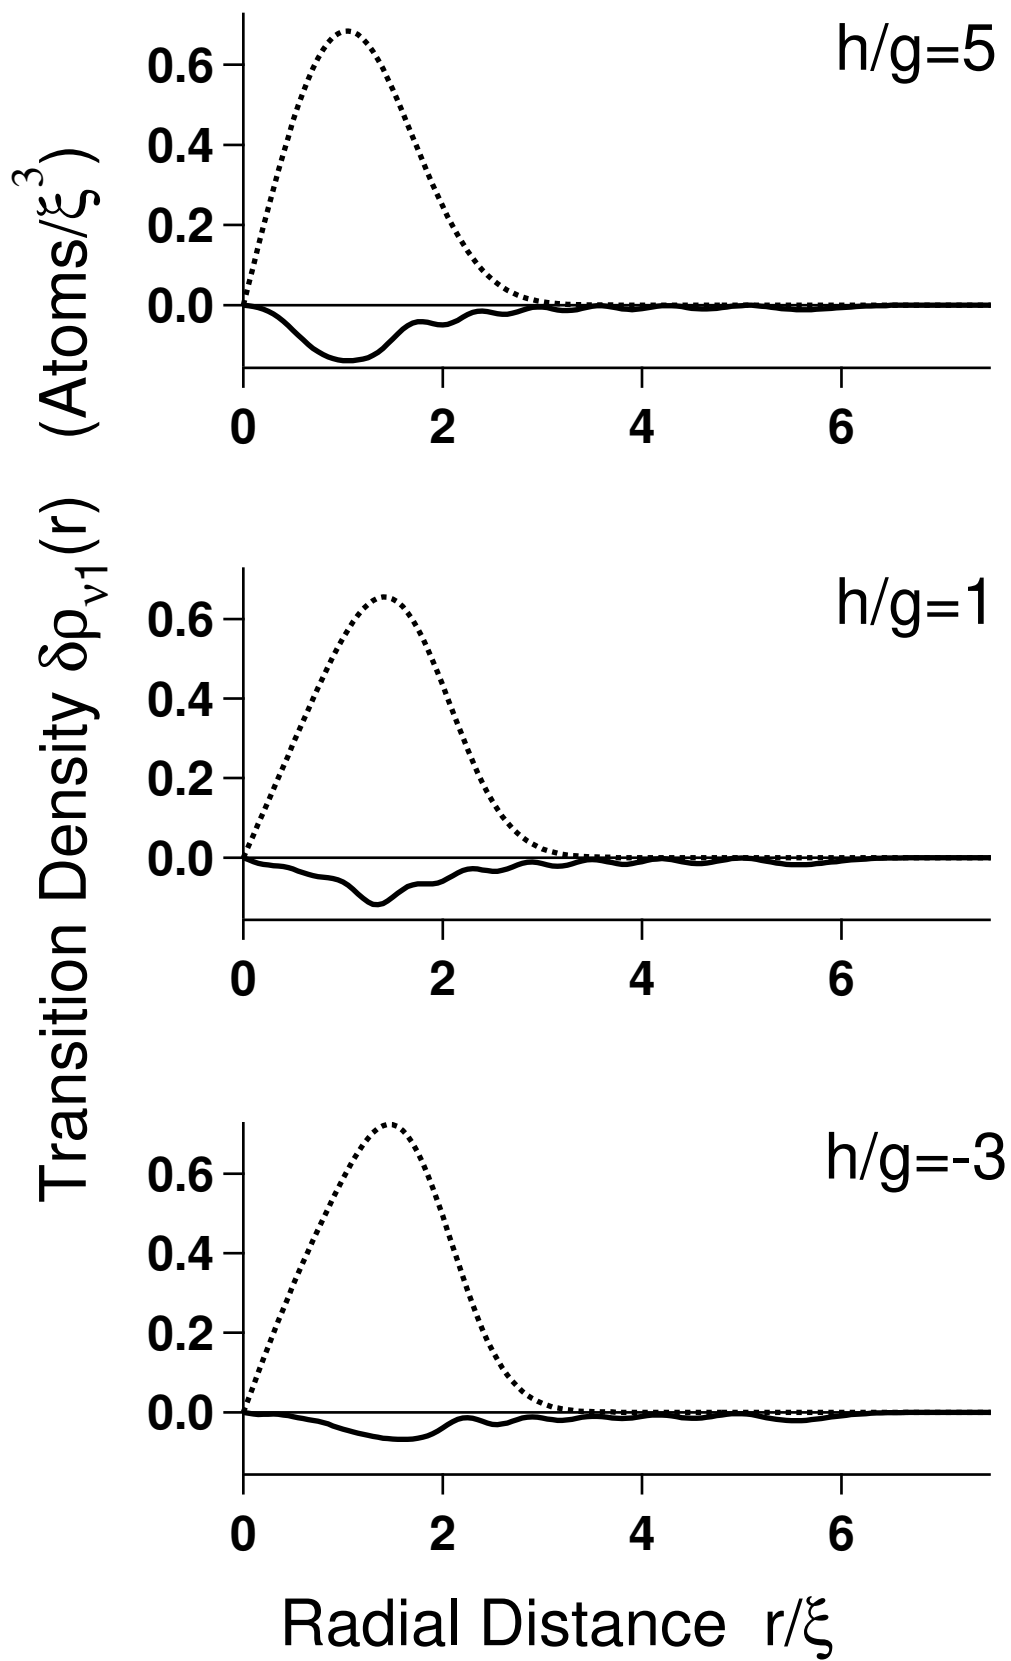 h/g=5
0.6
0.4
0.2
0.0
0 2 4 6
h/g=1
0.6
0.4
0.2
0.0
0 2 4 6
h/g=-3
0.6
0.4
0.2
0.0
0 2 4 6
Transition Density δρν1(r) (Atoms/ξ³)
Radial Distance r/ξ